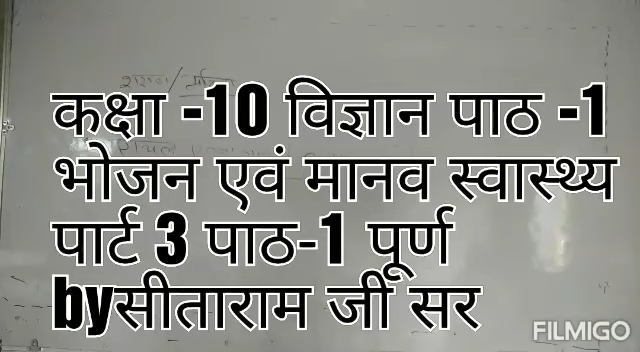 कक्षा -10 विज्ञान पाठ -1
भोजन एवं मानव स्वास्थ्य
पार्ट 3 पाठ-1 पूर्ण
byसीताराम जी सर
FILMIGO